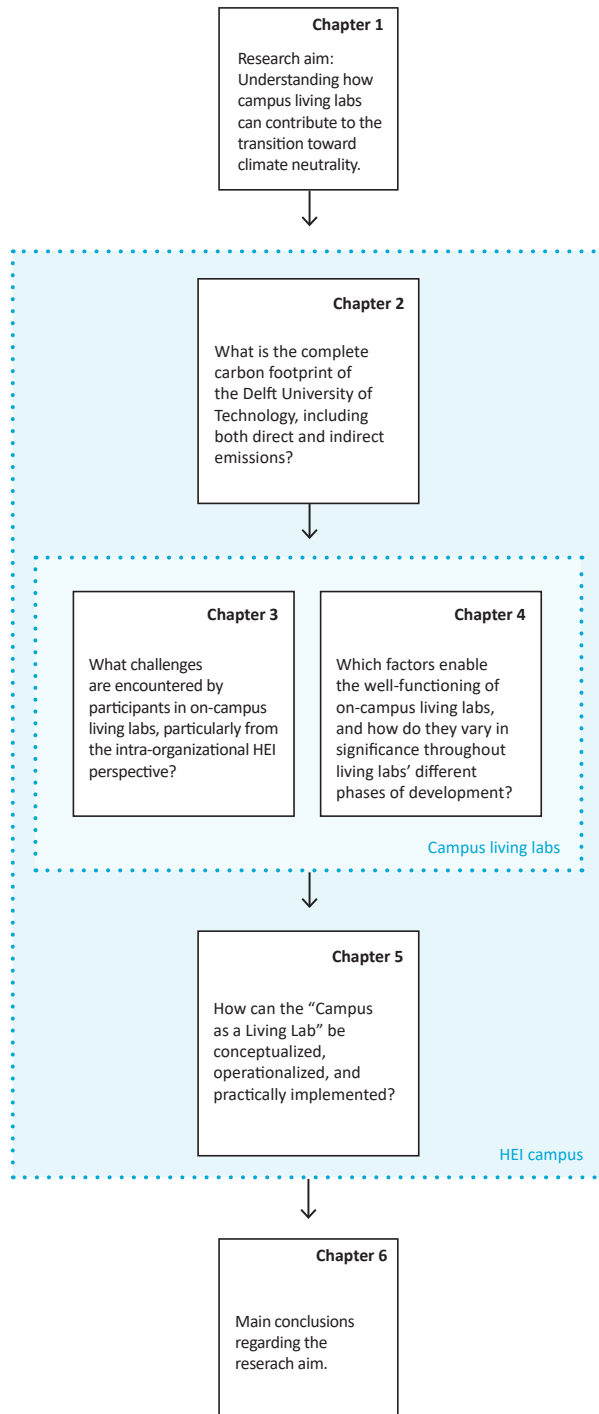 Chapter 1
Research aim:
Understanding how
campus living labs
can contribute to the
transition toward
climate neutrality.
Chapter 2
What is the complete
carbon footprint of
the Delft University of
Technology, including
both direct and indirect
emissions?
Chapter 3
What challenges
are encountered by
participants in on-campus
living labs, particularly from
the intra-organizational HEI
perspective?
Chapter 4
Which factors enable
the well-functioning of
on-campus living labs,
and how do they vary in
significance throughout
living labs’ different
phases of development?
Campus living labs
Chapter 5
How can the “Campus
as a Living Lab” be
conceptualized,
operationalized, and
practically implemented?
HEI campus
Chapter 6
Main conclusions
regarding the
reserach aim.